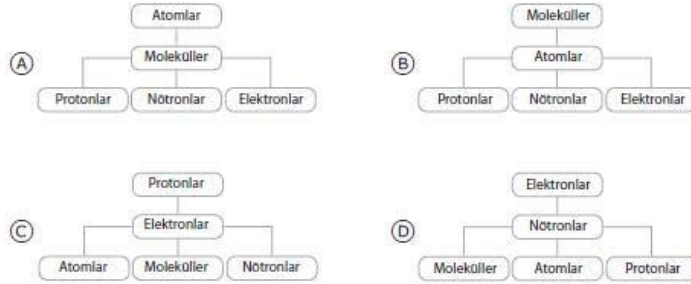 Atomlar
Moleküller
A
Protonlar Nötronlar Elektronlar
Moleküller
Atomlar
B
Protonlar Nötronlar Elektronlar
Protonlar
Elektronlar
C
Atomlar Moleküller Nötronlar
Elektronlar
Nötronlar
D
Moleküller Atomlar Protonlar